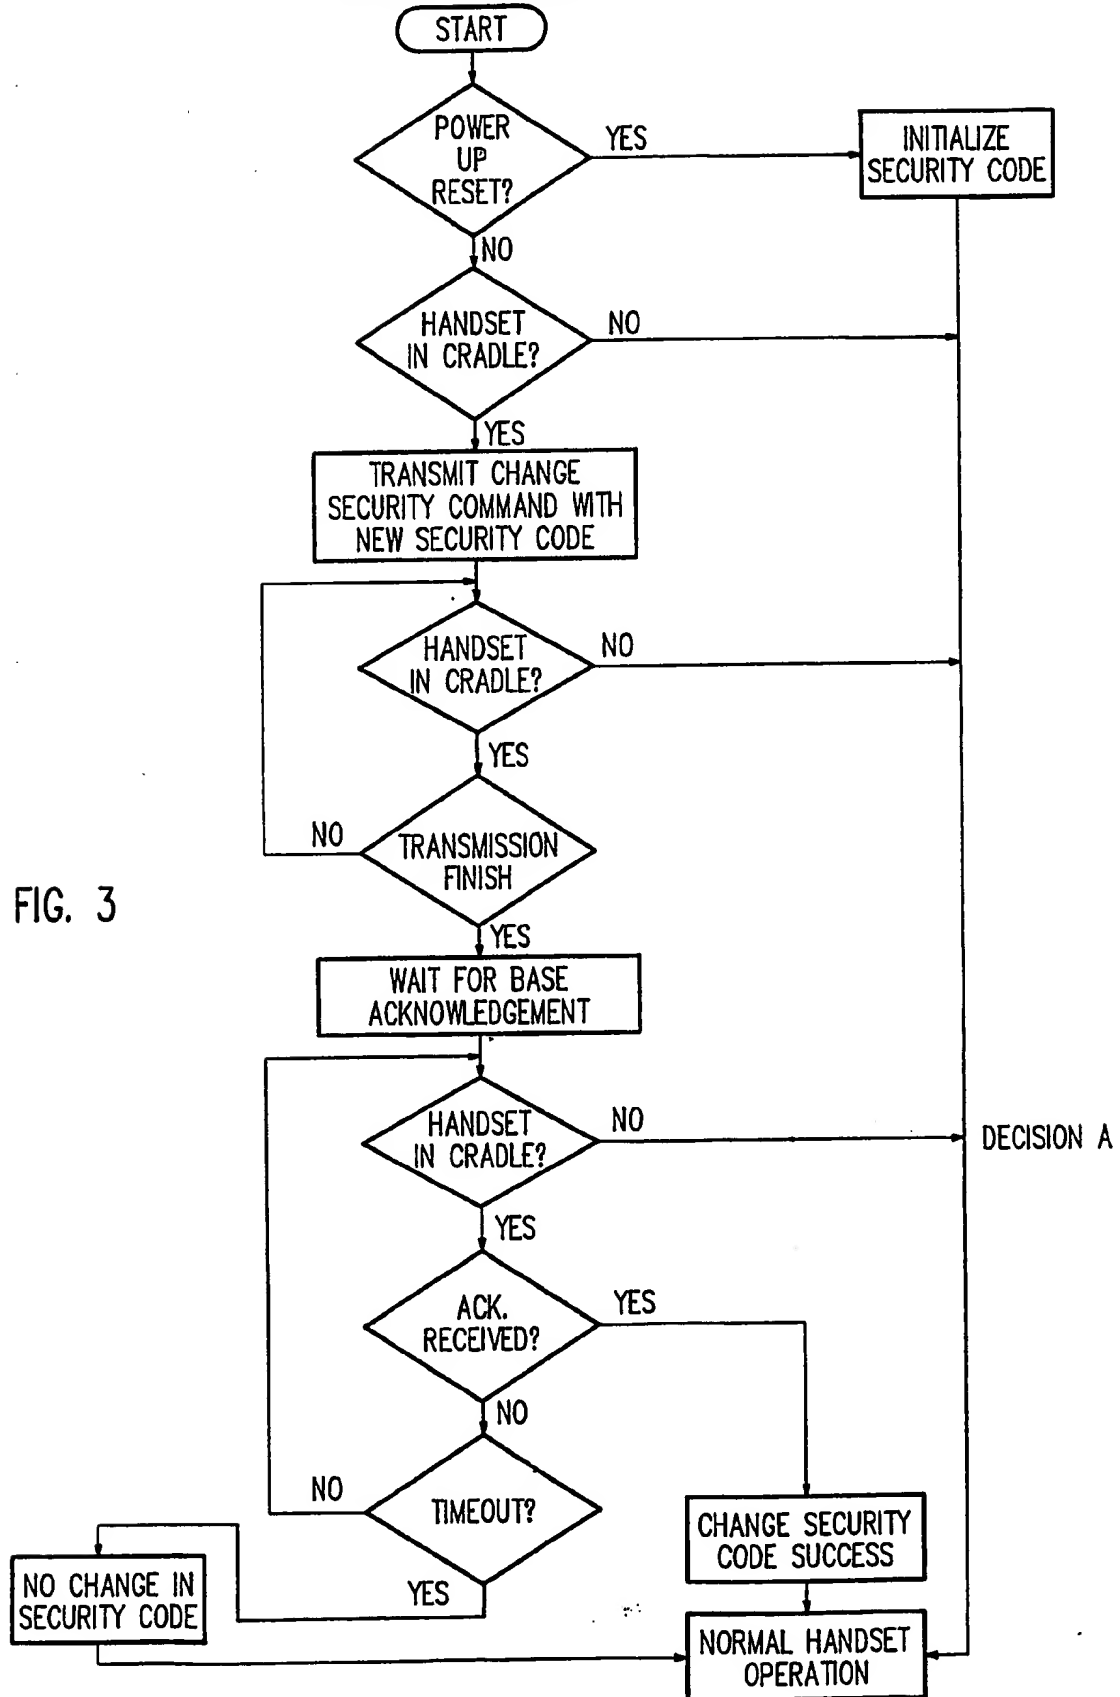 START
POWER
UP
RESET?
YES
INITIALIZE
SECURITY CODE
NO
HANDSET
IN CRADLE?
NO
YES
TRANSMIT CHANGE
SECURITY COMMAND WITH
NEW SECURITY CODE
HANDSET
IN CRADLE?
NO
YES
TRANSMISSION
FINISH
NO
FIG. 3
YES
WAIT FOR BASE
ACKNOWLEDGEMENT
HANDSET
IN CRADLE?
NO
DECISION A
YES
ACK.
RECEIVED?
YES
NO
TIMEOUT?
NO
YES
CHANGE SECURITY
CODE SUCCESS
NO CHANGE IN
SECURITY CODE
NORMAL HANDSET
OPERATION